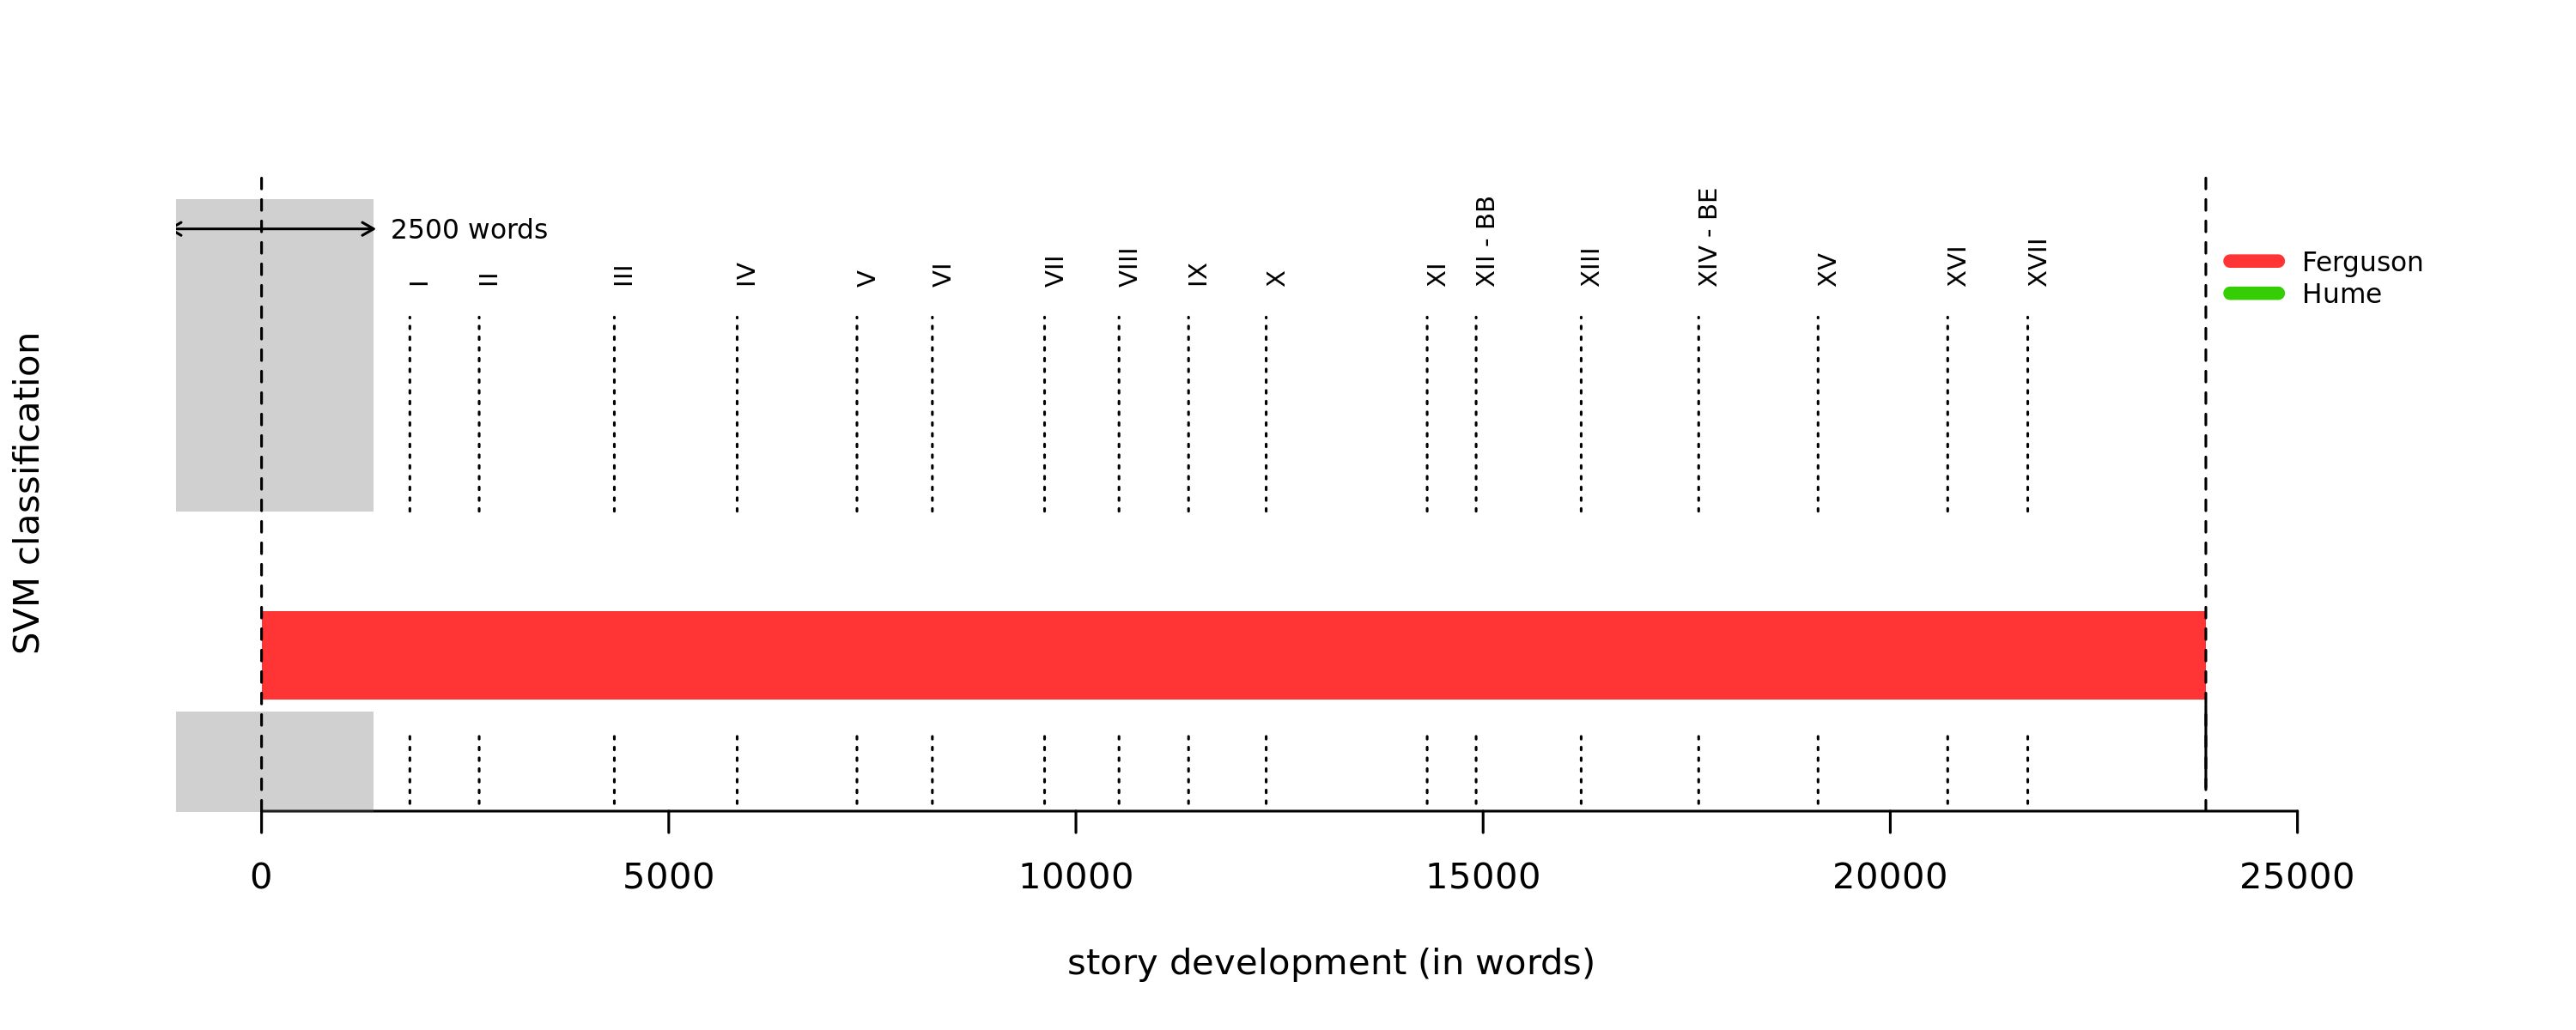 2500 words
I
II
III
IV
V
VI
VII
VIII
IX
X
XI
XII - BB
XIII
XIV - BE
XV
XVI
XVII
Ferguson
Hume
SVM classification
0
5000
10000
15000
20000
25000
story development (in words)